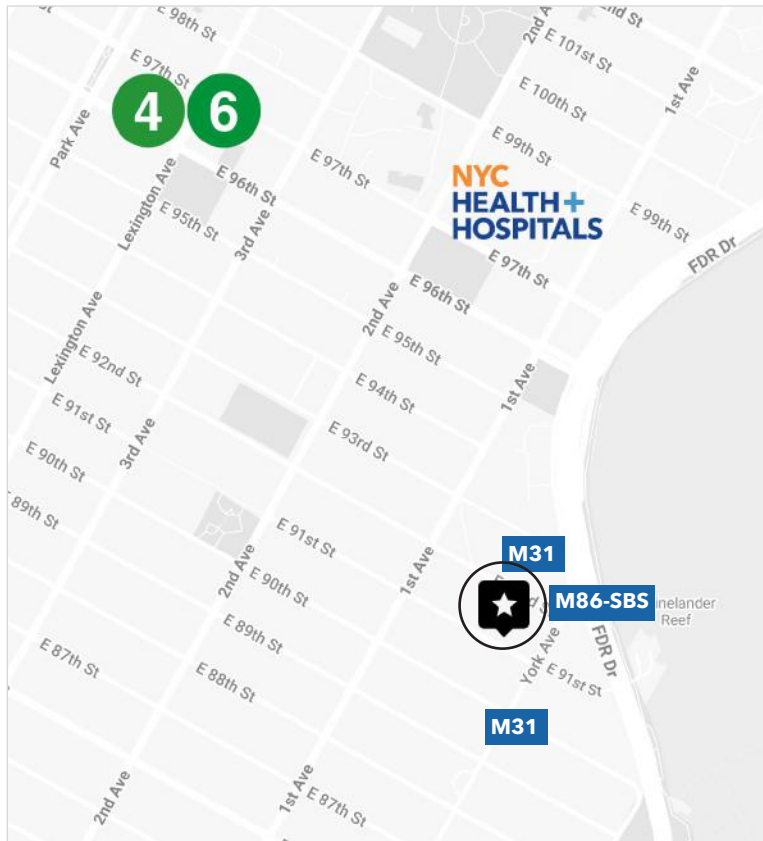 E 98th St
2nd Ave
E 101st St
E 97th St
4
6
E 100th St
1st Ave
Park Ave
E 99th St
E 97th St
NYC
HEALTH+
HOSPITALS
E 96th St
Lexington Ave
E 95th St
3rd Ave
E 99th St
FDR Dr
E 97th St
E 96th St
2nd Ave
E 95th St
Lexington Ave
E 92nd St
E 94th St
1st Ave
E 91st St
3rd Ave
E 93rd St
E 90th St
89th St
E 91st St
2nd Ave
E 90th St
1st Ave
M31
M86-SBS
Reef
E 89th St
FDR Dr
York Ave
E 91st St
E 87th St
E 88th St
M31
1st Ave
2nd Ave
E 87th St